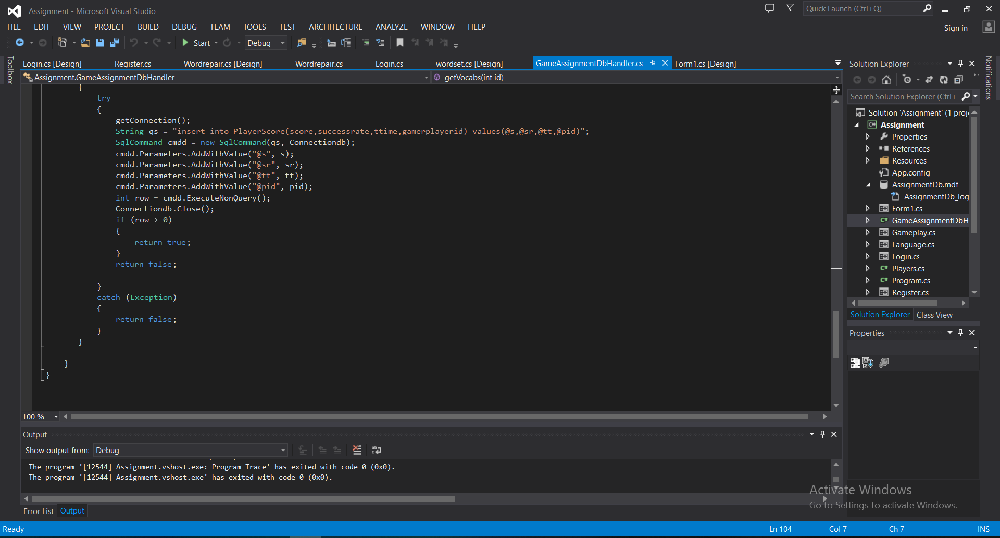 Assignment - Microsoft Visual Studio
Quick Launch (Ctrl+Q)
FILE EDIT VIEW PROJECT BUILD DEBUG TEAM TOOLS TEST ARCHITECTURE ANALYZE WINDOW HELP
Sign in
Start Debug
Toolbox
Login.cs [Design] Register.cs Wordrepair.cs [Design] Wordrepair.cs Login.cs wordset.cs [Design] GameAssignmentDbHandler.cs Form1.cs [Design]
Assignment.GameAssignmentDbHandler getVocabs(int id)
{
try
{
getConnection();
String qs = "insert into PlayerScore(score,successrate,ttime,gamerplayerid) values(@s,@sr,@tt,@pid)";
SqlCommand cmdd = new SqlCommand(qs, Connectiondb);
cmdd.Parameters.AddWithValue("@s", s);
cmdd.Parameters.AddWithValue("@sr", sr);
cmdd.Parameters.AddWithValue("@tt", tt);
cmdd.Parameters.AddWithValue("@pid", pid);
int row = cmdd.ExecuteNonQuery();
Connectiondb.Close();
if (row > 0)
{
return true;
}
return false;
}
catch (Exception)
{
return false;
}
}
}
}
100 %
Output
Show output from: Debug
The program '[12544] Assignment.vshost.exe: Program Trace' has exited with code 0 (0x0).
The program '[12544] Assignment.vshost.exe' has exited with code 0 (0x0).
Error List Output
Solution Explorer
Search Solution Explorer (Ctrl+
Solution 'Assignment' (1 proj
Assignment
Properties
References
Resources
App.config
AssignmentDb.mdf
AssignmentDb_log
Form1.cs
GameAssignmentDbH
Gameplay.cs
Language.cs
Login.cs
Players.cs
Program.cs
Register.cs
Solution Explorer Class View
Properties
Notifications
Activate Windows
Go to Settings to activate Windows.
Ready Ln 104 Col 7 Ch 7 INS